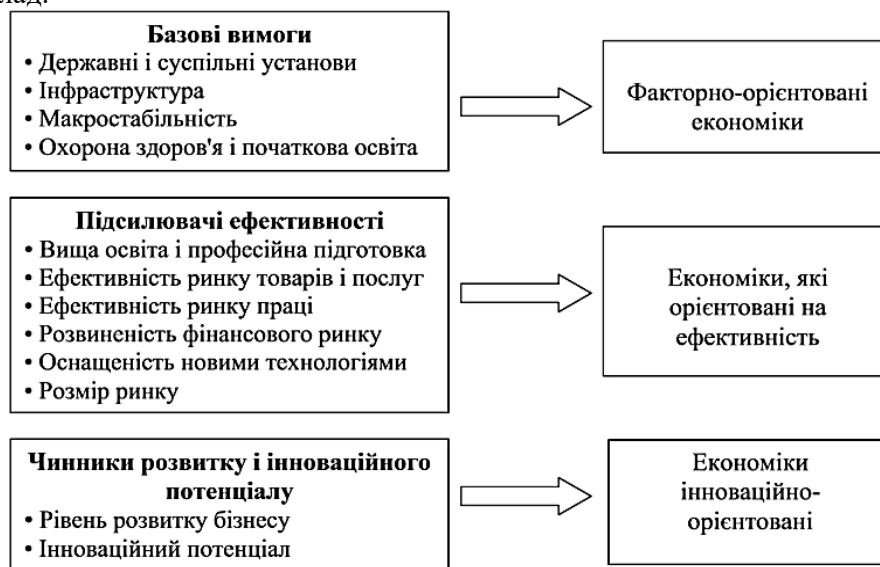 лад:
Базові вимоги
• Державні і суспільні установи
• Інфраструктура
• Макростабільність
• Охорона здоров'я і початкова освіта
Факторно-орієнтовані
економіки
Підсилювачі ефективності
• Вища освіта і професійна підготовка
• Ефективність ринку товарів і послуг
• Ефективність ринку праці
• Розвиненість фінансового ринку
• Оснащеність новими технологіями
• Розмір ринку
Економіки, які
орієнтовані на
ефективність
Чинники розвитку і інноваційного
потенціалу
• Рівень розвитку бізнесу
• Інноваційний потенціал
Економіки
інноваційно-
орієнтовані